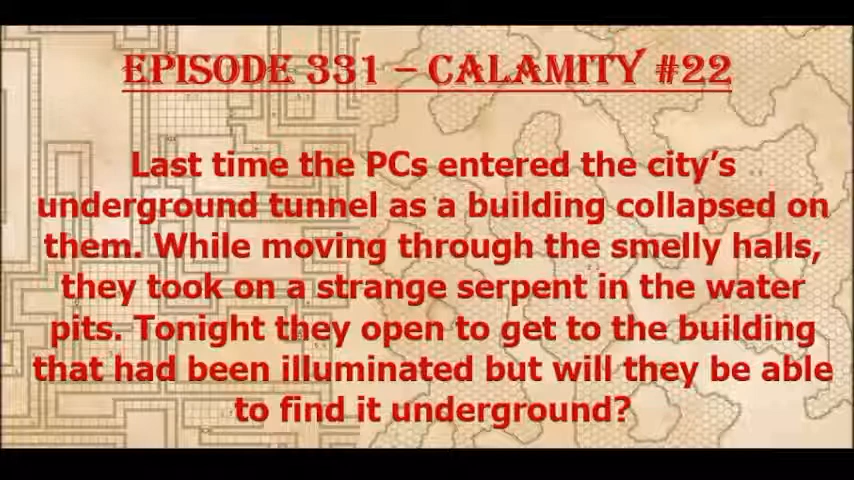 EPISODE 331 – CALAMITY #22
Last time the PCs entered the city's
underground tunnel as a building collapsed on
them. While moving through the smelly halls,
they took on a strange serpent in the water
pits. Tonight they open to get to the building
that had been illuminated but will they be able
to find it underground?